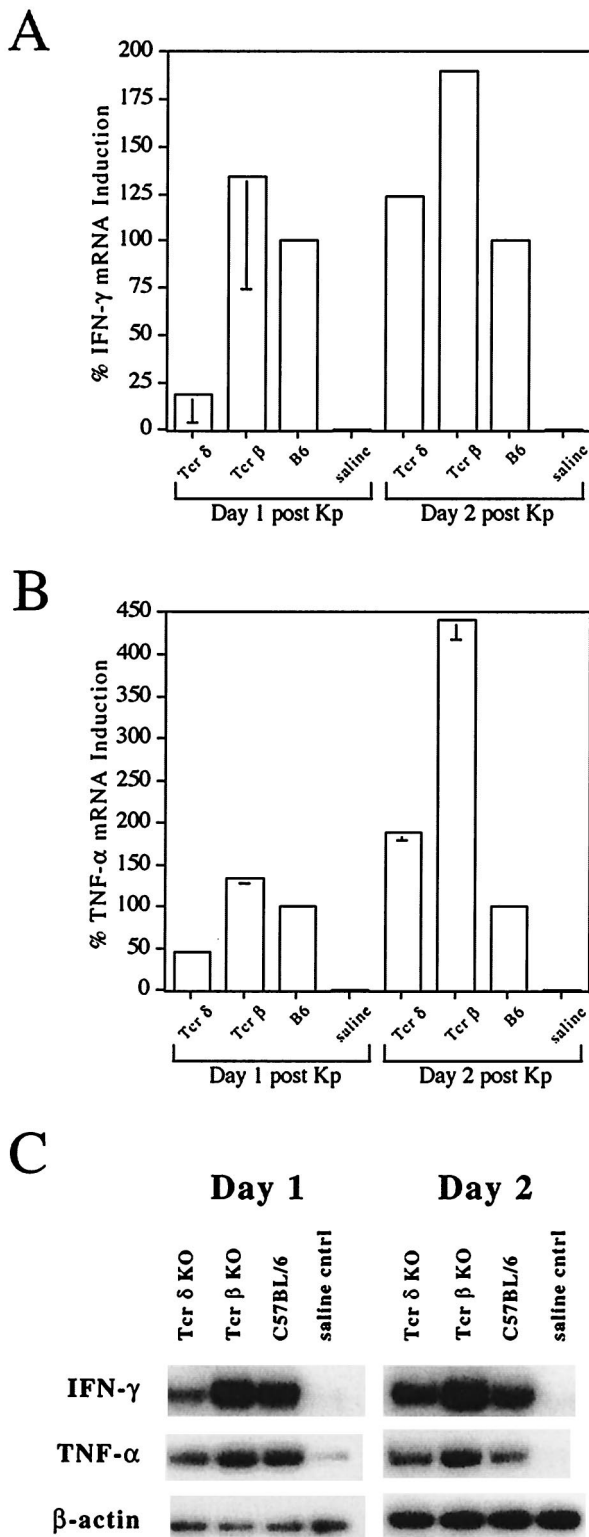 A
% IFN-γ mRNA Induction
200
175
150
125
100
75
50
25
0
Tcr δ
Tcr β
B6
saline
Tcr δ
Tcr β
B6
saline
Day 1 post Kp
Day 2 post Kp
B
% TNF-α mRNA Induction
450
400
350
300
250
200
150
100
50
0
Tcr δ
Tcr β
B6
saline
Tcr δ
Tcr β
B6
saline
Day 1 post Kp
Day 2 post Kp
C
Day 1
Day 2
Tcr δ KO
Tcr β KO
C57BL/6
saline cntrl
Tcr δ KO
Tcr β KO
C57BL/6
saline cntrl
IFN-γ
TNF-α
β-actin